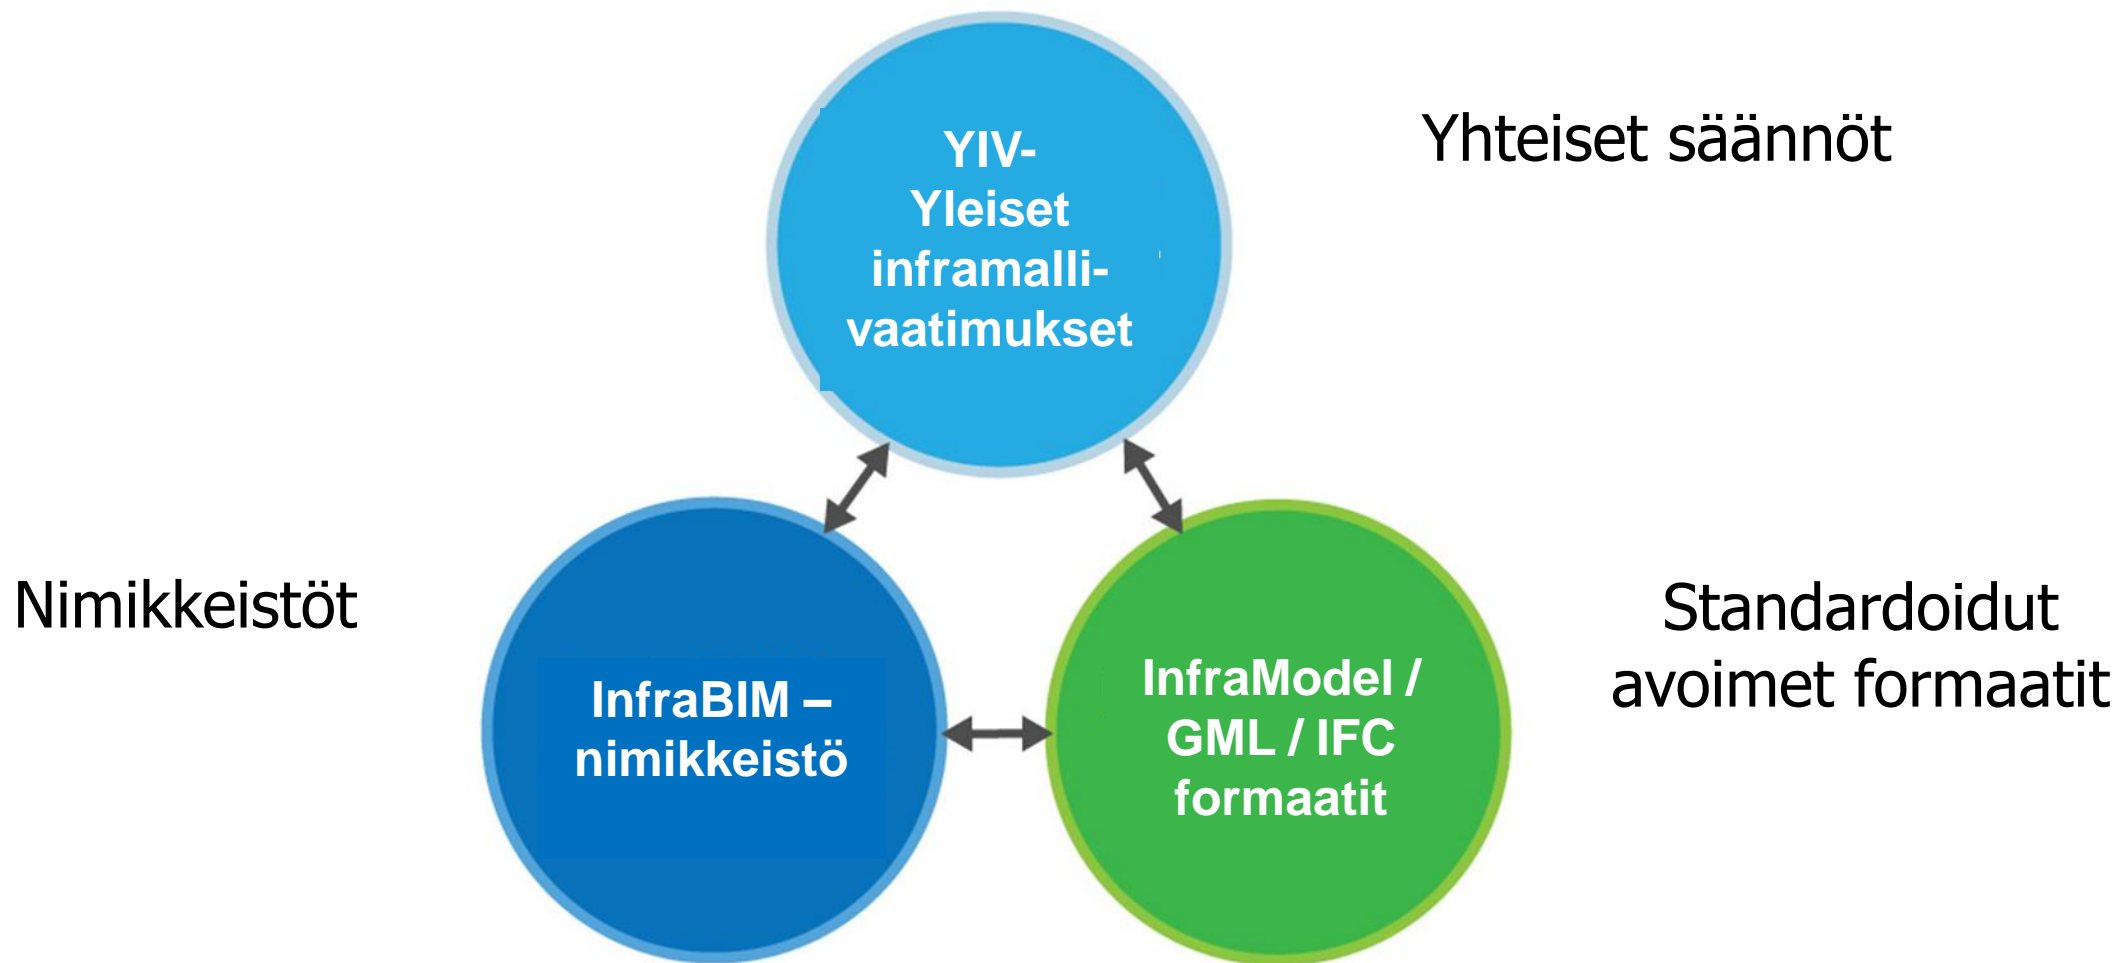 YIV-
Yleiset
inframalli-
vaatimukset
Yhteiset säännöt
Nimikkeistöt
InfraBIM –
nimikkeistö
InfraModel /
GML / IFC
formaatit
Standardoidut
avoimet formaatit